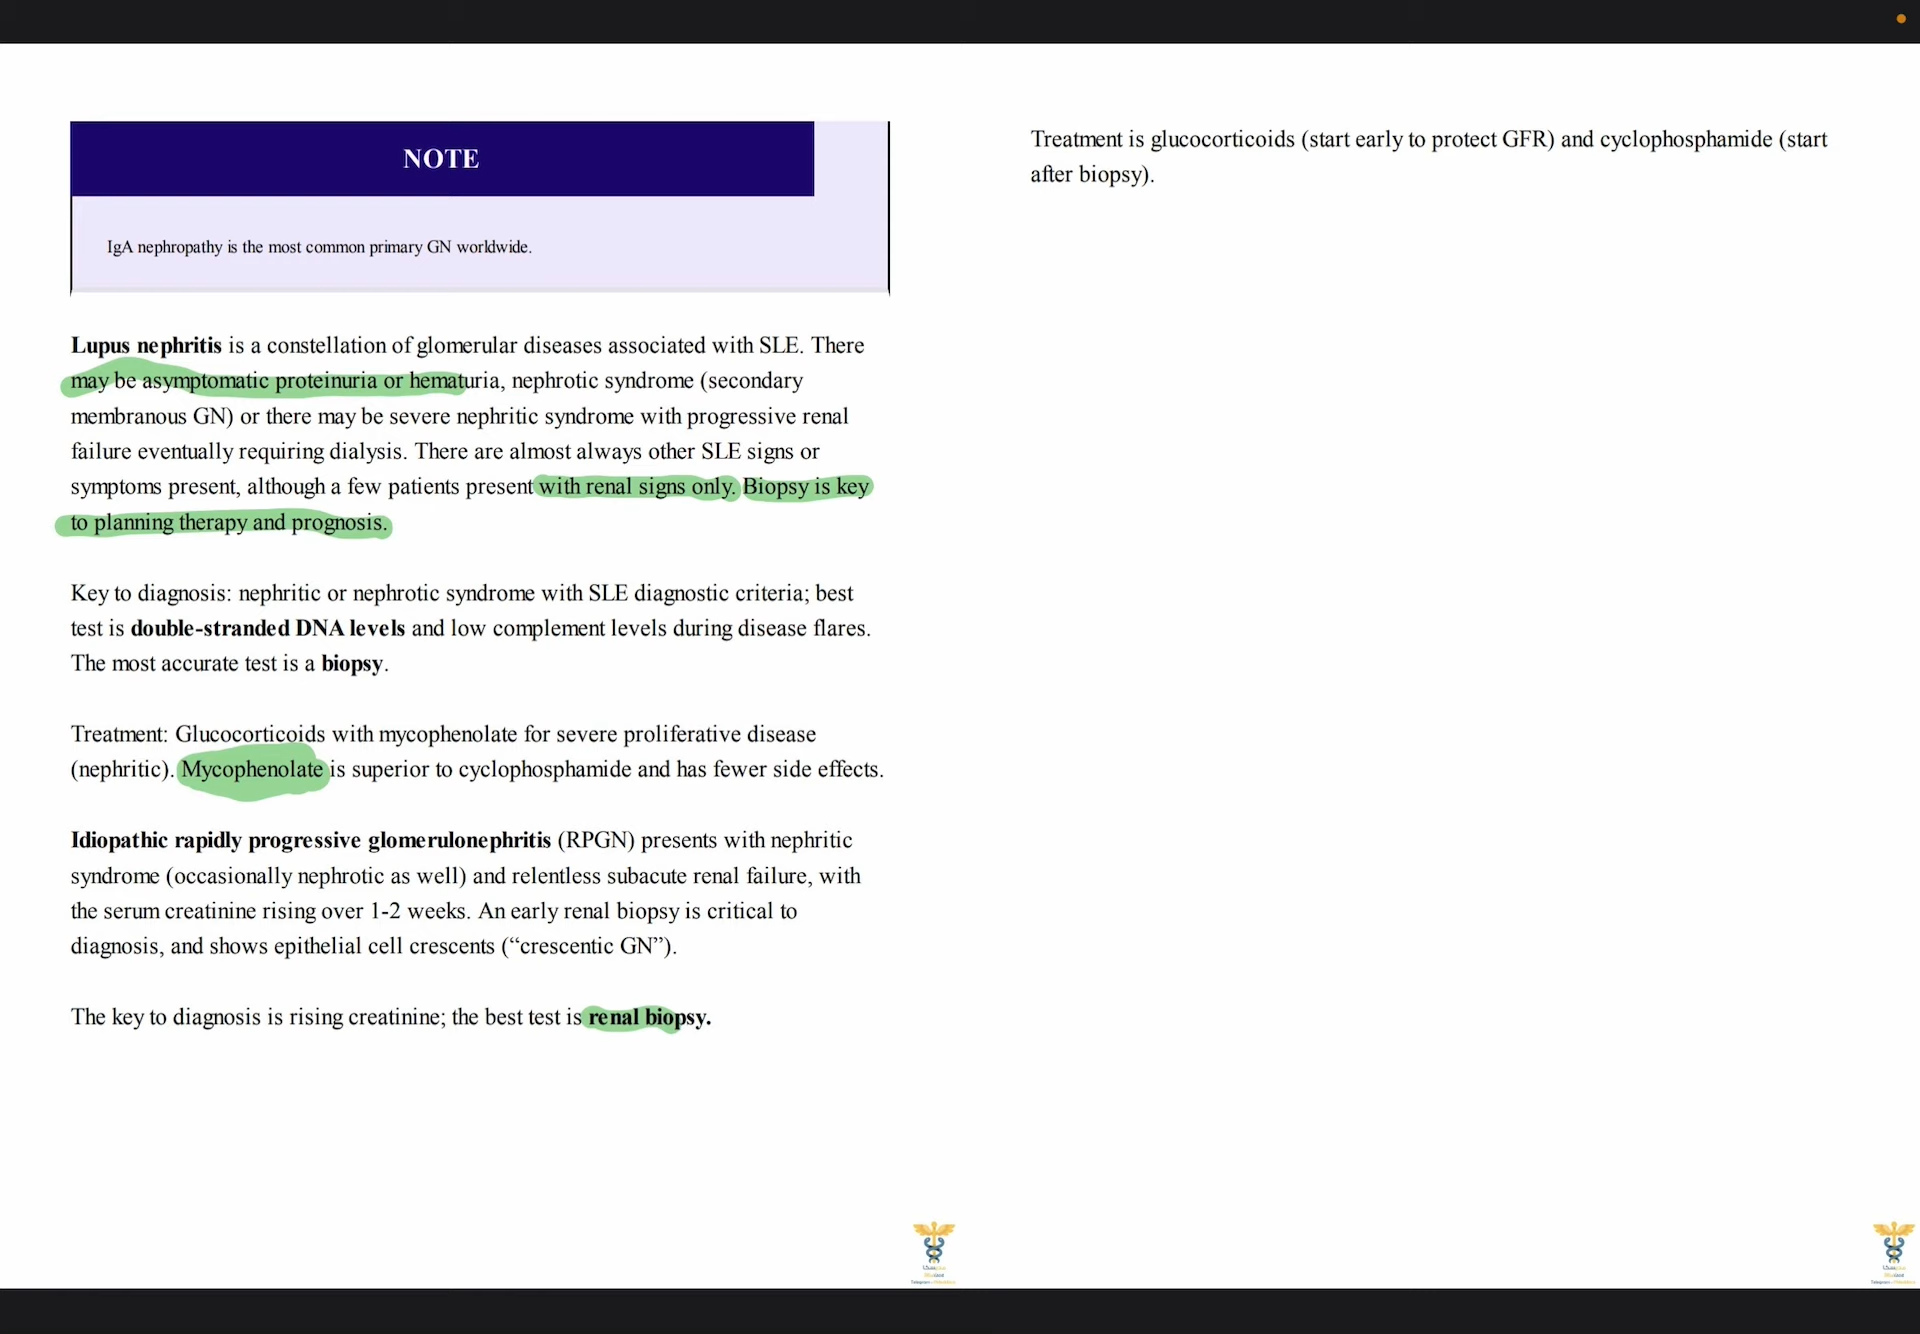 NOTE
IgA nephropathy is the most common primary GN worldwide.
Lupus nephritis is a constellation of glomerular diseases associated with SLE. There
may be asymptomatic proteinuria or hematuria, nephrotic syndrome (secondary
membranous GN) or there may be severe nephritic syndrome with progressive renal
failure eventually requiring dialysis. There are almost always other SLE signs or
symptoms present, although a few patients present with renal signs only. Biopsy is key
to planning therapy and prognosis.
Key to diagnosis: nephritic or nephrotic syndrome with SLE diagnostic criteria; best
test is double-stranded DNA levels and low complement levels during disease flares.
The most accurate test is a biopsy.
Treatment: Glucocorticoids with mycophenolate for severe proliferative disease
(nephritic). Mycophenolate is superior to cyclophosphamide and has fewer side effects.
Idiopathic rapidly progressive glomerulonephritis (RPGN) presents with nephritic
syndrome (occasionally nephrotic as well) and relentless subacute renal failure, with
the serum creatinine rising over 1-2 weeks. An early renal biopsy is critical to
diagnosis, and shows epithelial cell crescents (“crescentic GN”).
The key to diagnosis is rising creatinine; the best test is renal biopsy.
Treatment is glucocorticoids (start early to protect GFR) and cyclophosphamide (start
after biopsy).